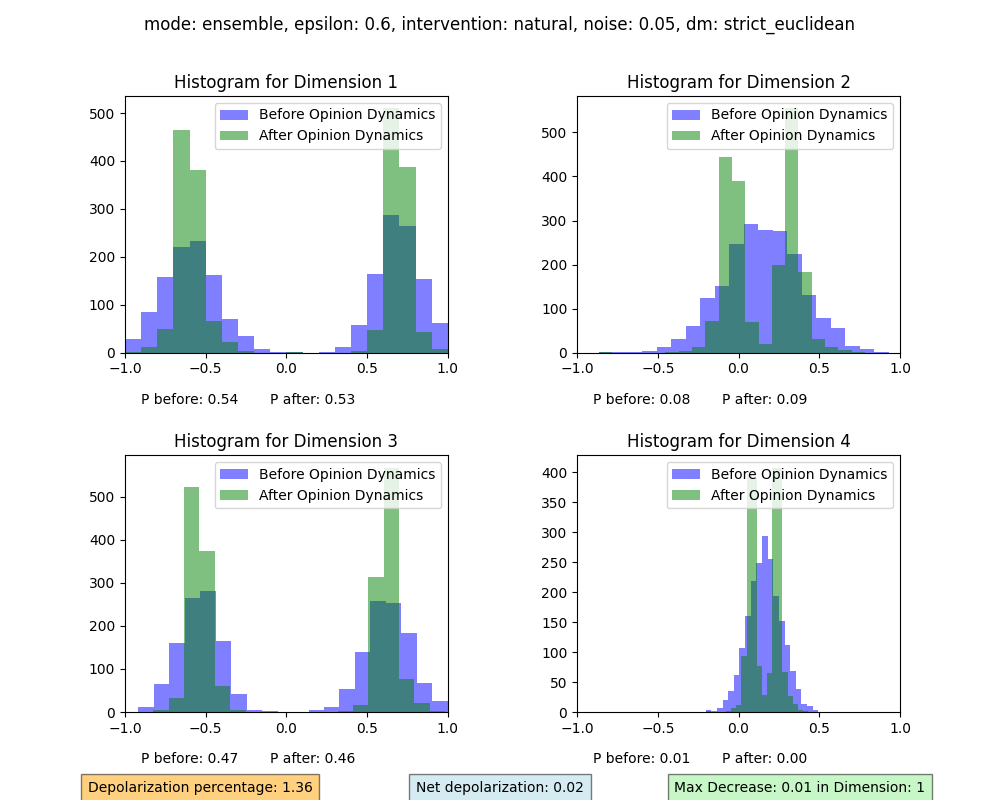 mode: ensemble, epsilon: 0.6, intervention: natural, noise: 0.05, dm: strict_euclidean
Histogram for Dimension 1
Before Opinion Dynamics
After Opinion Dynamics
500
400
300
200
100
0
−1.0 −0.5 0.0 0.5 1.0
P before: 0.54 P after: 0.53
Histogram for Dimension 2
Before Opinion Dynamics
After Opinion Dynamics
500
400
300
200
100
0
−1.0 −0.5 0.0 0.5 1.0
P before: 0.08 P after: 0.09
Histogram for Dimension 3
Before Opinion Dynamics
After Opinion Dynamics
500
400
300
200
100
0
−1.0 −0.5 0.0 0.5 1.0
P before: 0.47 P after: 0.46
Histogram for Dimension 4
Before Opinion Dynamics
After Opinion Dynamics
400
350
300
250
200
150
100
50
0
−1.0 −0.5 0.0 0.5 1.0
P before: 0.01 P after: 0.00
Depolarization percentage: 1.36
Net depolarization: 0.02
Max Decrease: 0.01 in Dimension: 1